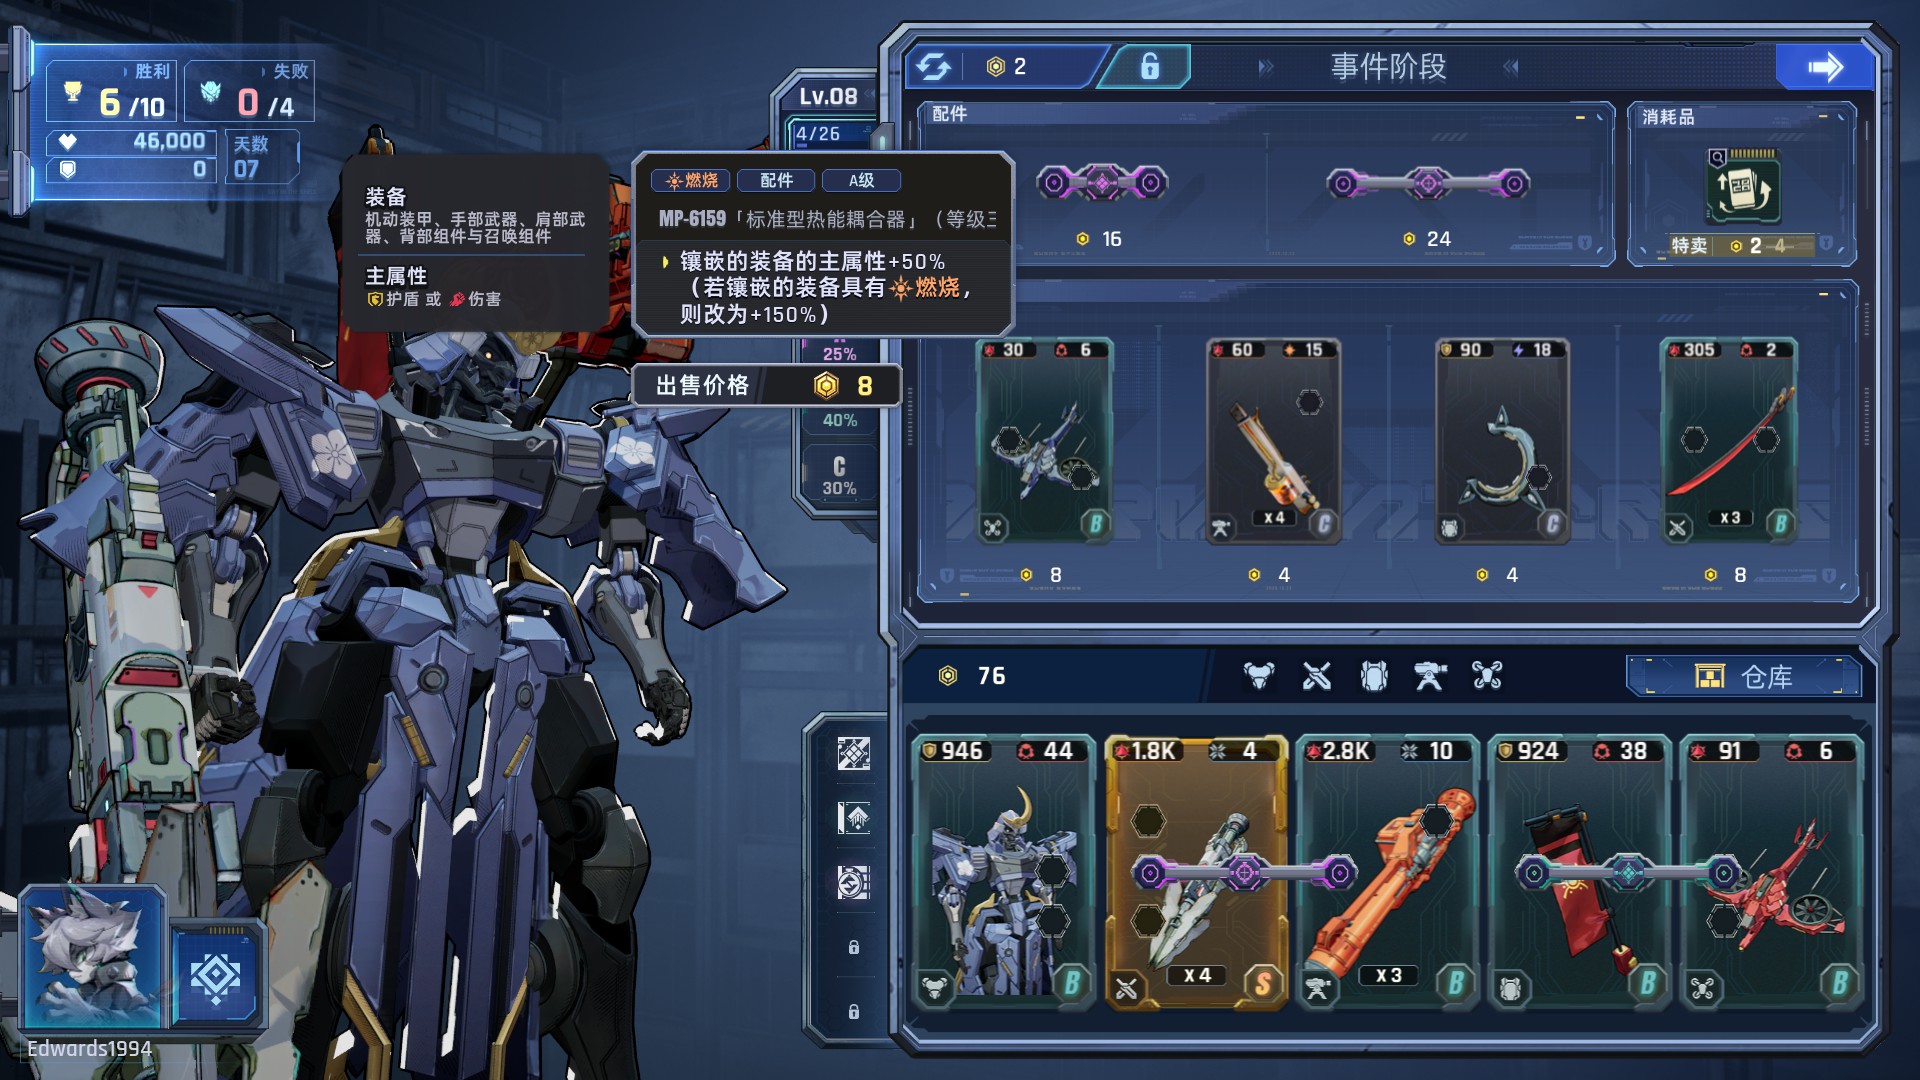 胜利
6/10
失败
0/4
46,000
0
天数
07
装备
机动装甲、手部武器、肩部武
器、背部组件与召唤组件
主属性
护盾 或 伤害
Lv.08
4/26
燃烧
配件
A级
MP-6159「标准型热能耦合器」（等级三
镶嵌的装备的主属性+50%
（若镶嵌的装备具有燃烧，
则改为+150%）
出售价格 8
25%
40%
C
30%
2
事件阶段
配件
16
24
消耗品
特卖 2 4
30 6
B
8
60 15
x4
C
4
90 18
C
4
305 2
x3
B
8
76
仓库
946 44
B
1.8K 4
x4
S
2.8K 10
x3
B
924 38
B
91 6
B
Edwards1994